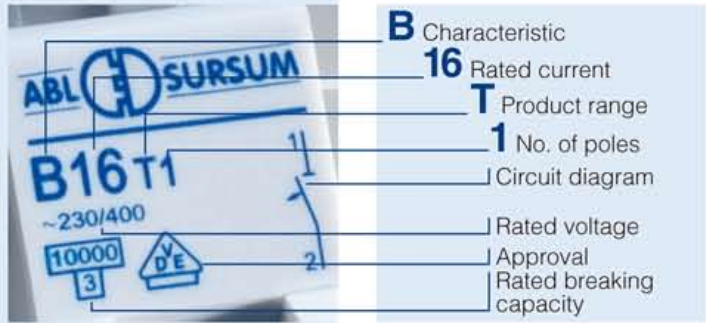 ABL SURSUM
B16 T1
~230/400
10000
3
VDE
1
2
B Characteristic
16 Rated current
T Product range
1 No. of poles
Circuit diagram
Rated voltage
Approval
Rated breaking
capacity